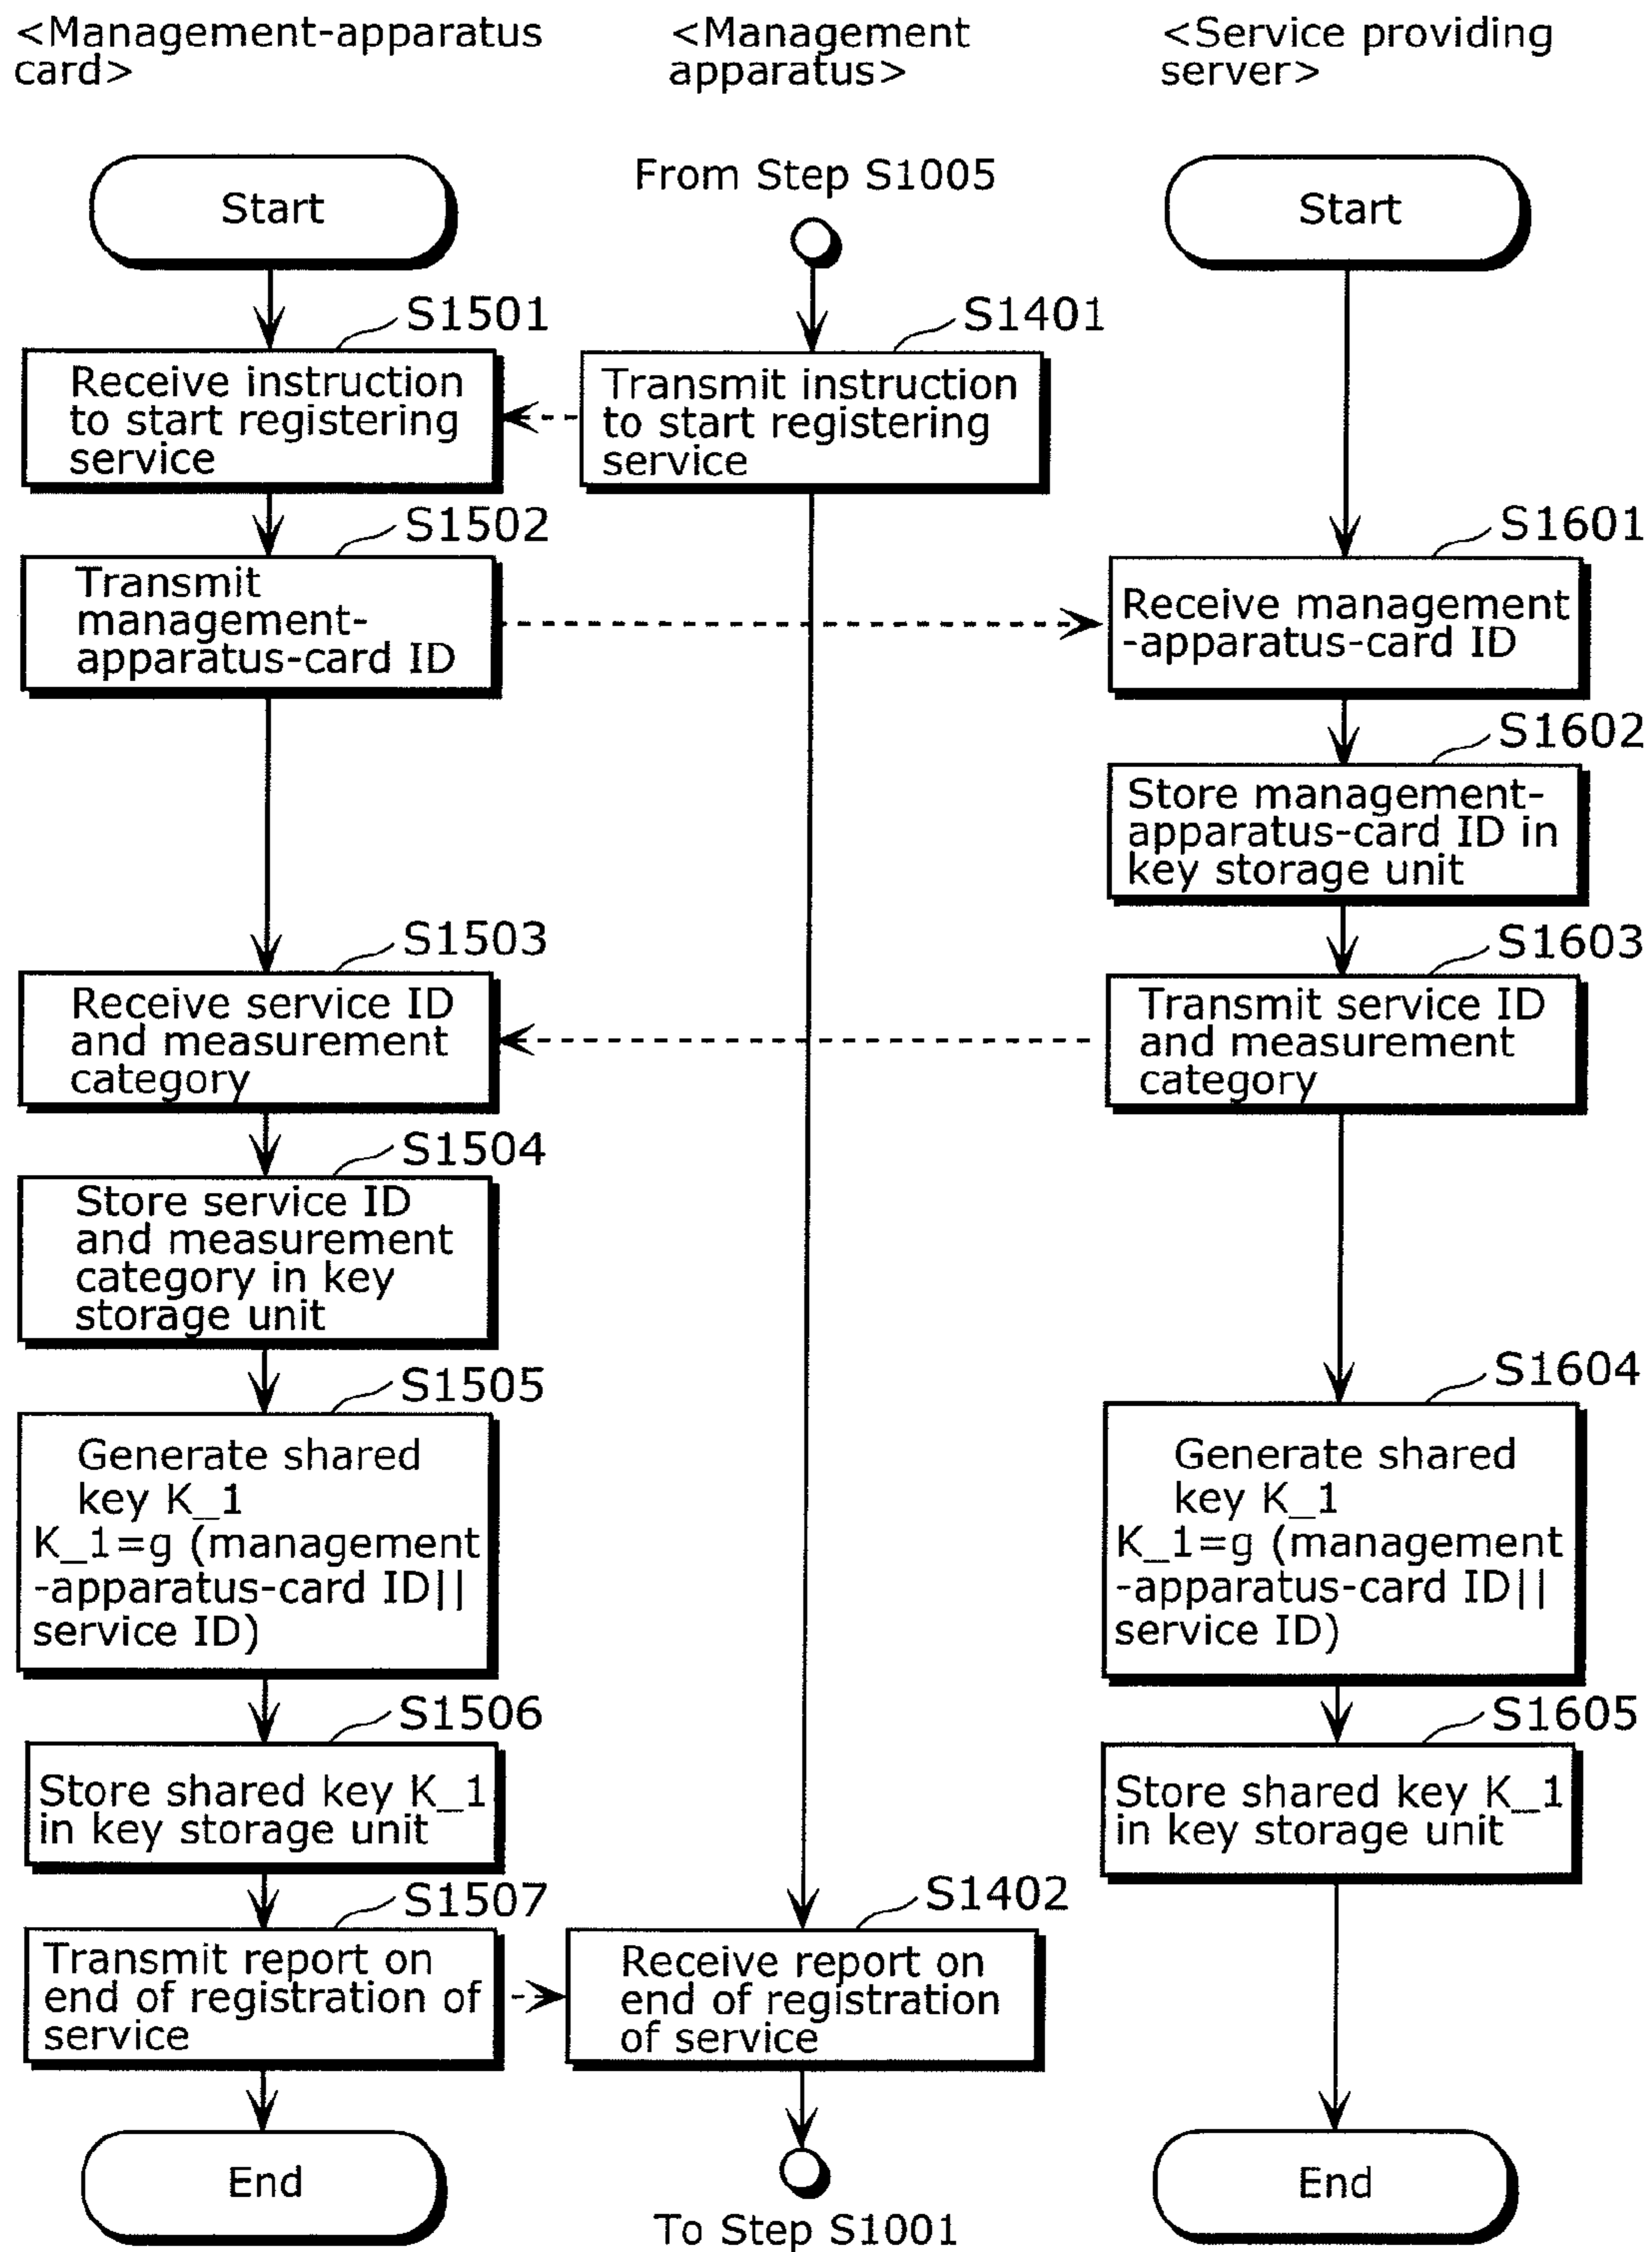 <Management-apparatus
card>
<Management
apparatus>
<Service providing
server>
Start
From Step S1005
Start
S1501
Receive instruction
to start registering
service
S1401
Transmit instruction
to start registering
service
S1502
Transmit
management-
apparatus-card ID
S1601
Receive management
-apparatus-card ID
S1602
Store management-
apparatus-card ID in
key storage unit
S1503
Receive service ID
and measurement
category
S1603
Transmit service ID
and measurement
category
S1504
Store service ID
and measurement
category in key
storage unit
S1505
Generate shared
key K_1
K_1=g (management
-apparatus-card ID||
service ID)
S1604
Generate shared
key K_1
K_1=g (management
-apparatus-card ID||
service ID)
S1506
Store shared key K_1
in key storage unit
S1605
Store shared key K_1
in key storage unit
S1507
Transmit report on
end of registration of
service
S1402
Receive report on
end of registration
of service
End
To Step S1001
End